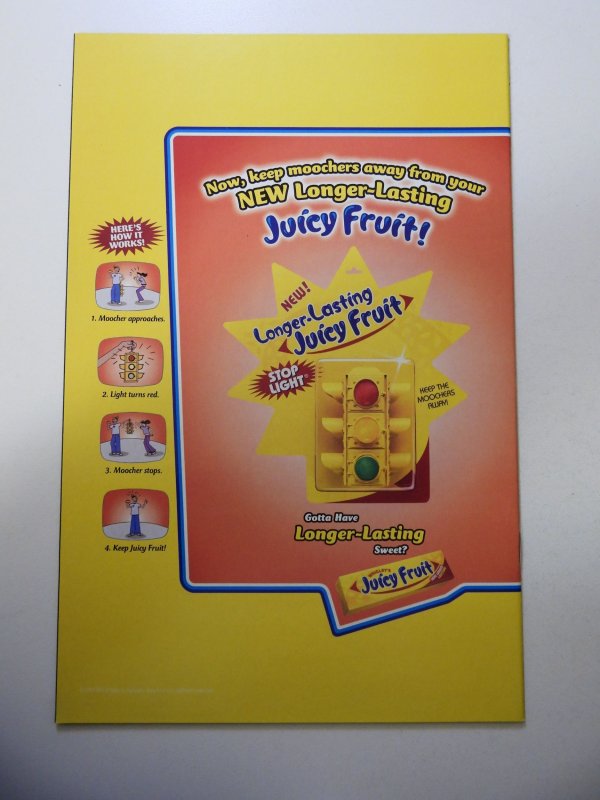 Now, keep moochers away from your
NEW Longer-Lasting
Juicy Fruit!
HERE'S
HOW IT
WORKS!
1. Moocher approaches.
2. Light turns red.
3. Moocher stops.
4. Keep Juicy Fruit!
NEW!
Longer-Lasting
Juicy Fruit
STOP
LIGHT
KEEP THE
MOOCHERS
AWAY!
Gotta Have
Longer-Lasting
Sweet?
WRIGLEY'S
Juicy Fruit